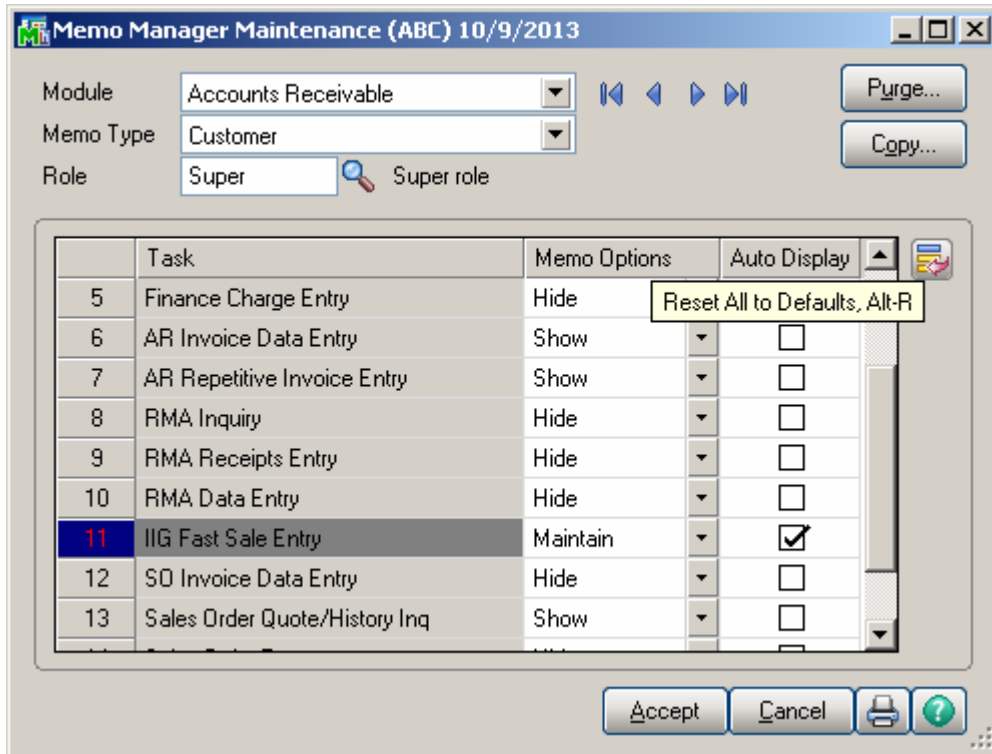 Memo Manager Maintenance (ABC) 10/9/2013
Module Accounts Receivable Purge...
Memo Type Customer Copy...
Role Super Super role
Task Memo Options Auto Display
5 Finance Charge Entry Hide
Reset All to Defaults, Alt-R
6 AR Invoice Data Entry Show
7 AR Repetitive Invoice Entry Show
8 RMA Inquiry Hide
9 RMA Receipts Entry Hide
10 RMA Data Entry Hide
11 IIG Fast Sale Entry Maintain
12 SO Invoice Data Entry Hide
13 Sales Order Quote/History Inq Show
Accept Cancel